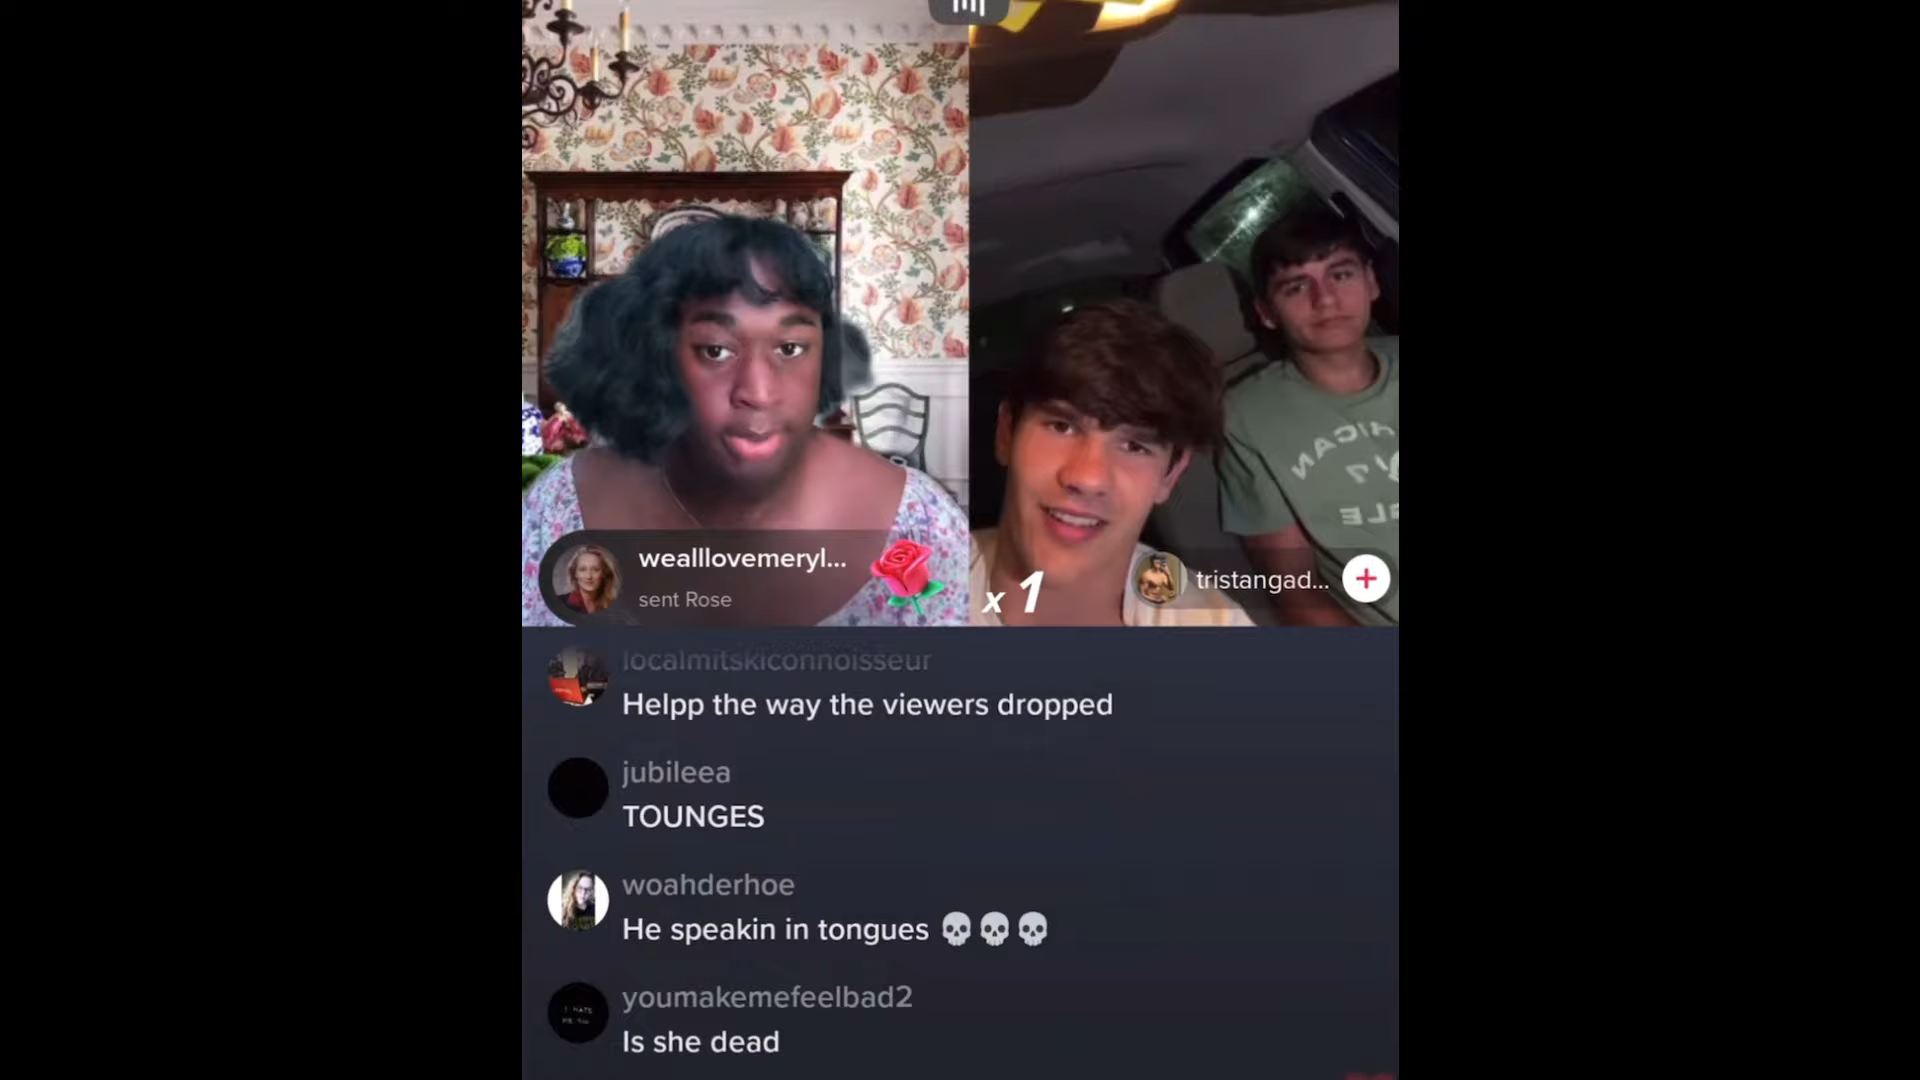 wealllovemeryl...
sent Rose
x 1
tristangad...
localmitskiconnoisseur
Helpp the way the viewers dropped
jubileea
TOUNGES
woahderhoe
He speakin in tongues 💀💀💀
youmakemefeelbad2
Is she dead